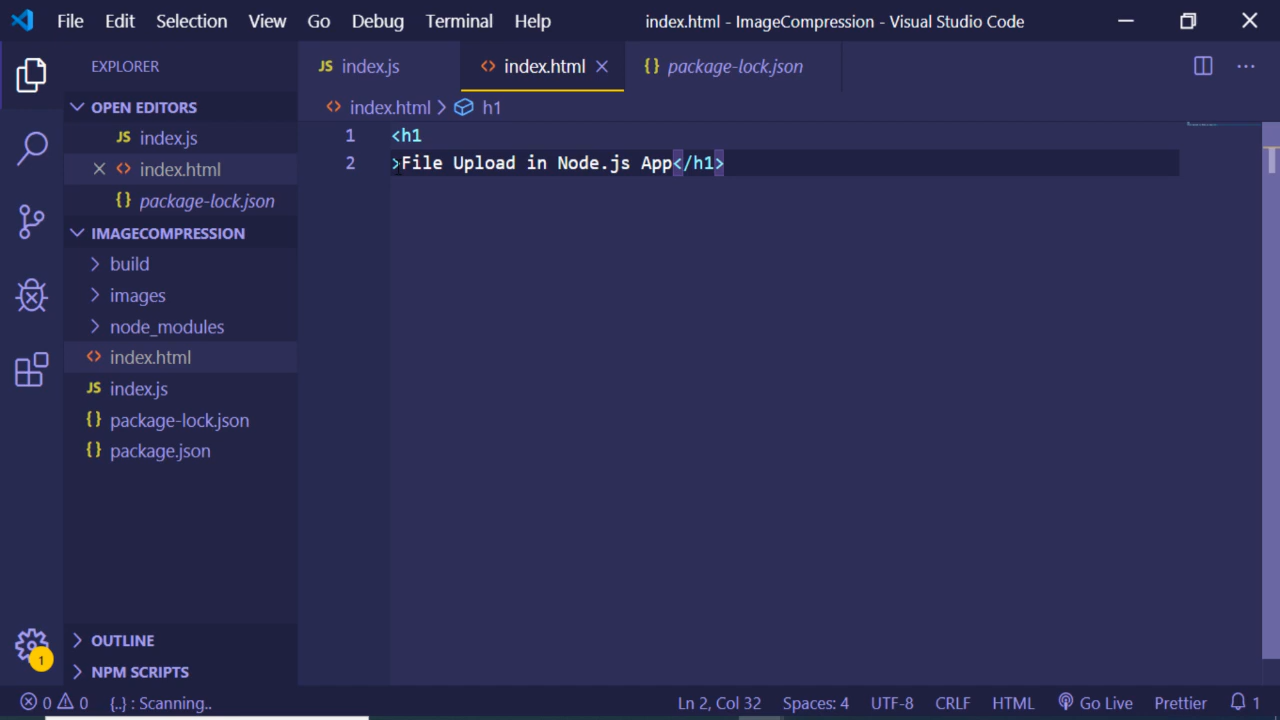 File Edit Selection View Go Debug Terminal Help index.html - ImageCompression - Visual Studio Code
EXPLORER
JS index.js
<> index.html
{} package-lock.json
OPEN EDITORS
JS index.js
<> index.html
{} package-lock.json
IMAGECOMPRESSION
build
images
node_modules
<> index.html
JS index.js
{} package-lock.json
{} package.json
OUTLINE
NPM SCRIPTS
<> index.html > h1
1 <h1
2 >File Upload in Node.js App</h1>
1
0 0 {..} : Scanning.. Ln 2, Col 32 Spaces: 4 UTF-8 CRLF HTML Go Live Prettier 1